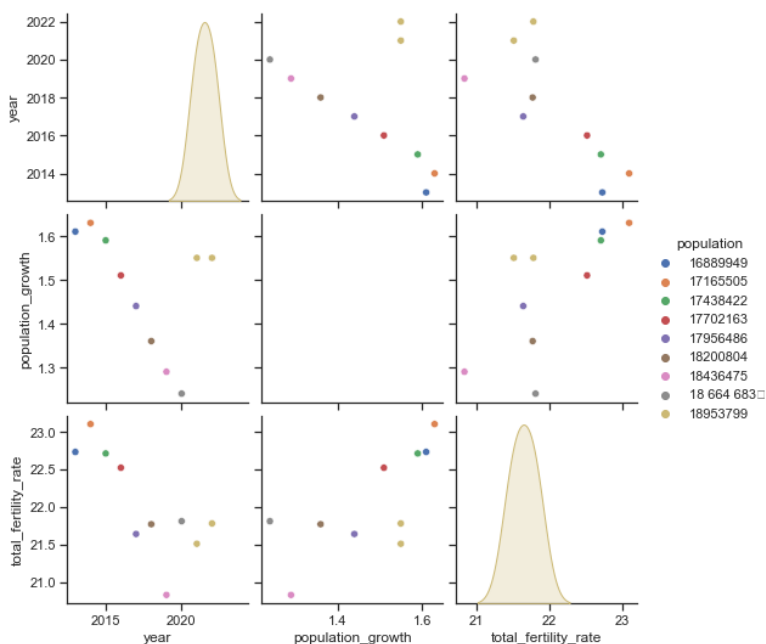 2022
2020
2018
2016
2014
year
1.6
1.5
1.4
1.3
population_growth
23.0
22.5
22.0
21.5
21.0
total_fertility_rate
2015 2020
year
1.4 1.6
population_growth
21 22 23
total_fertility_rate
population
16889949
17165505
17438422
17702163
17956486
18200804
18436475
18 664 683□
18953799